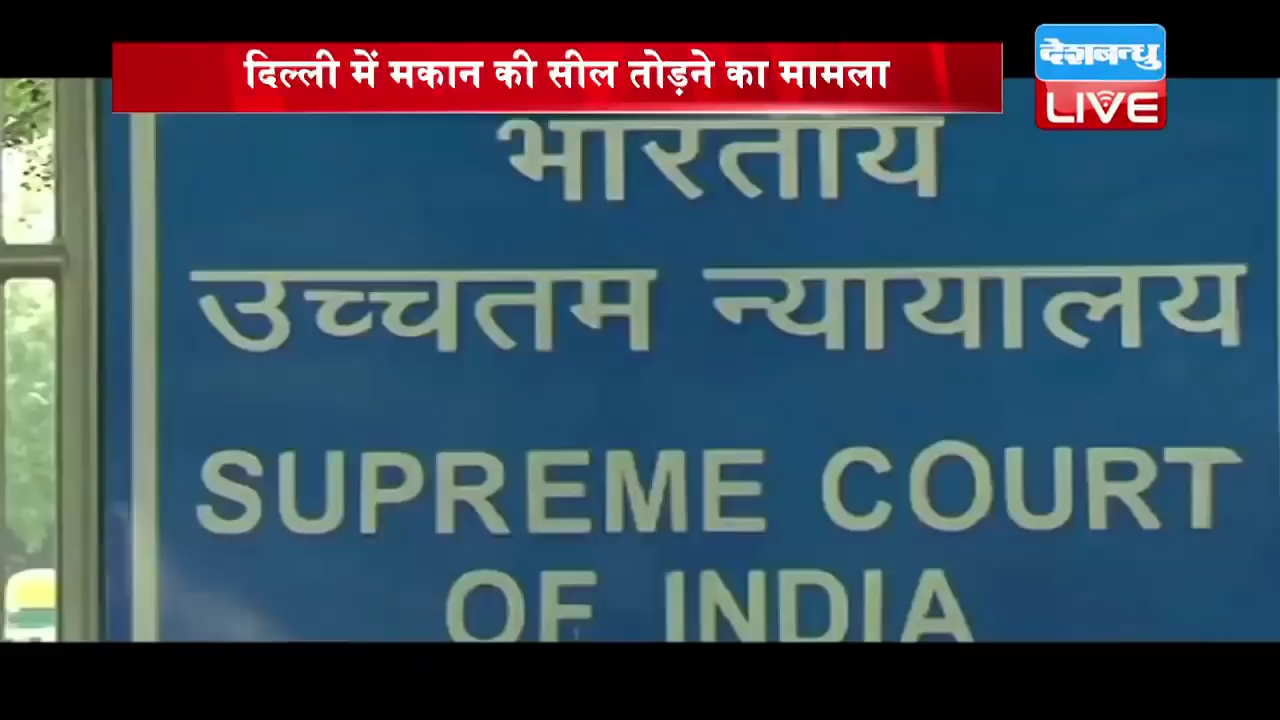 दिल्ली में मकान की सील तोड़ने का मामला
देशबन्धु
LIVE
भारताय
उच्चतम न्यायालय
SUPREME COURT
OF INDIA